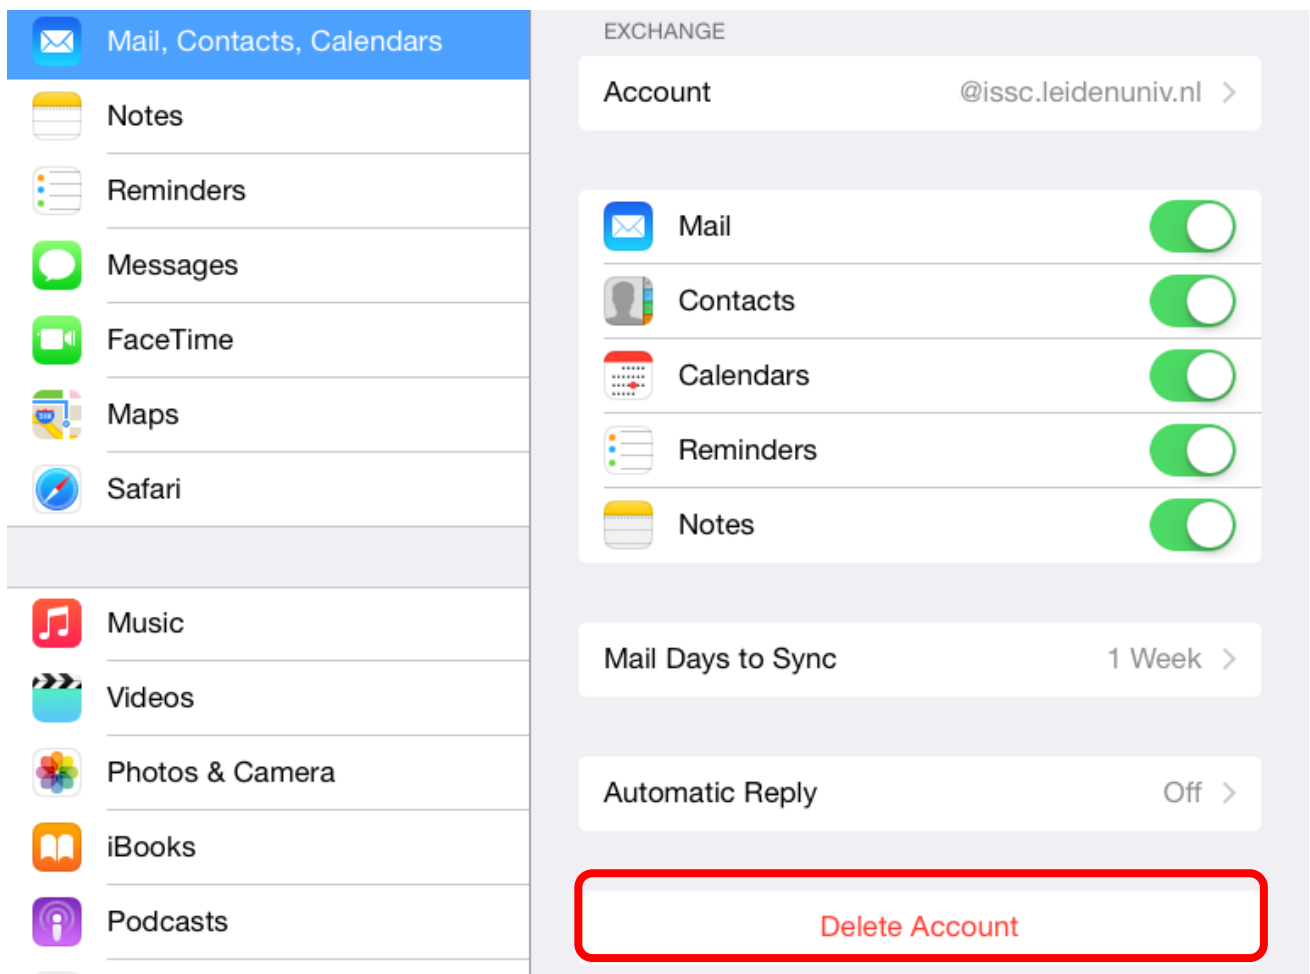 Mail, Contacts, Calendars
Notes
Reminders
Messages
FaceTime
Maps
Safari
Music
Videos
Photos & Camera
iBooks
Podcasts
EXCHANGE
Account @issc.leidenuniv.nl
Mail
Contacts
Calendars
Reminders
Notes
Mail Days to Sync 1 Week
Automatic Reply Off
Delete Account